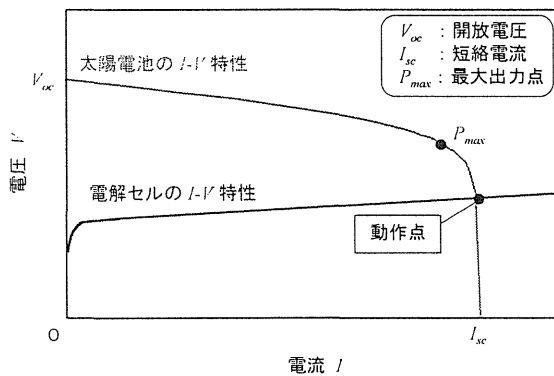 V_oc ：開放電圧
I_sc ：短絡電流
P_max ：最大出力点
太陽電池の I-V 特性
V_oc
P_max
電圧 V
電解セルの I-V 特性
動作点
O
I_sc
電流 I